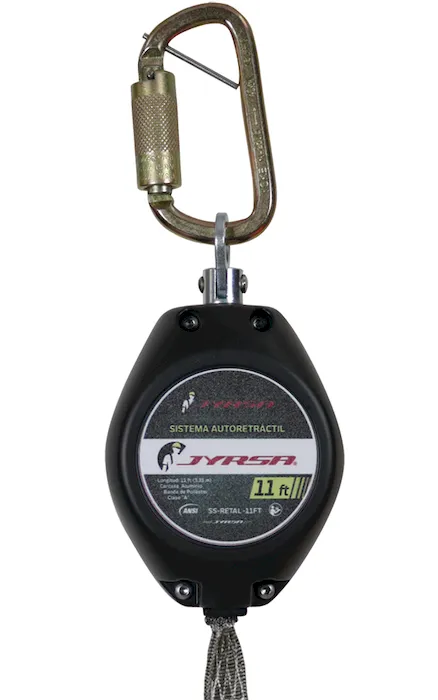 SISTEMA AUTORETRÁCTIL
JYRSA®
Longitud: 11 ft (3.35 m)
Carcasa: Aluminio
Banda de Poliester
Clase "A"
11 ft
ANSI
SS-RETAL-11FT
JYRSA